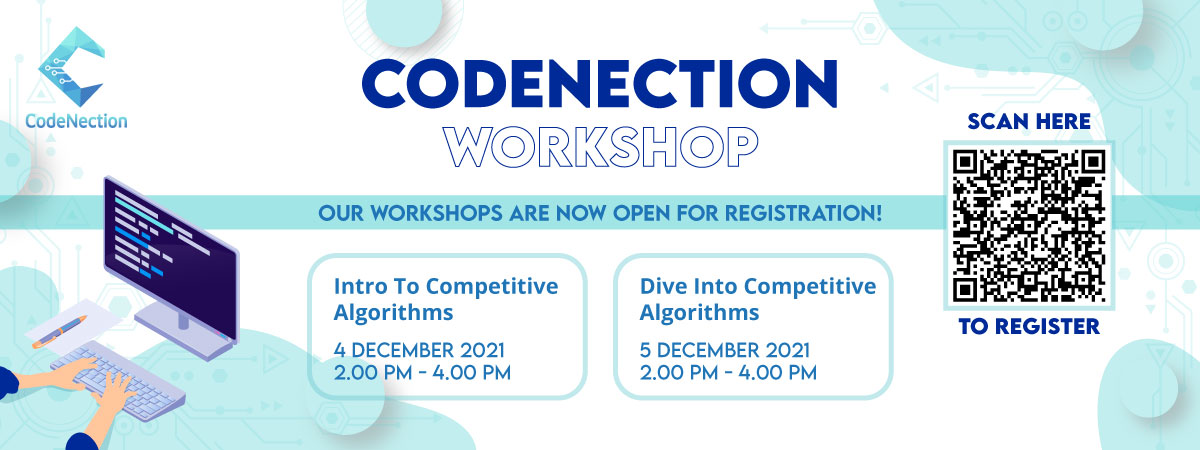 CodeNection
CODENECTION
WORKSHOP
OUR WORKSHOPS ARE NOW OPEN FOR REGISTRATION!
Intro To Competitive
Algorithms
4 DECEMBER 2021
2.00 PM - 4.00 PM
Dive Into Competitive
Algorithms
5 DECEMBER 2021
2.00 PM - 4.00 PM
SCAN HERE
TO REGISTER